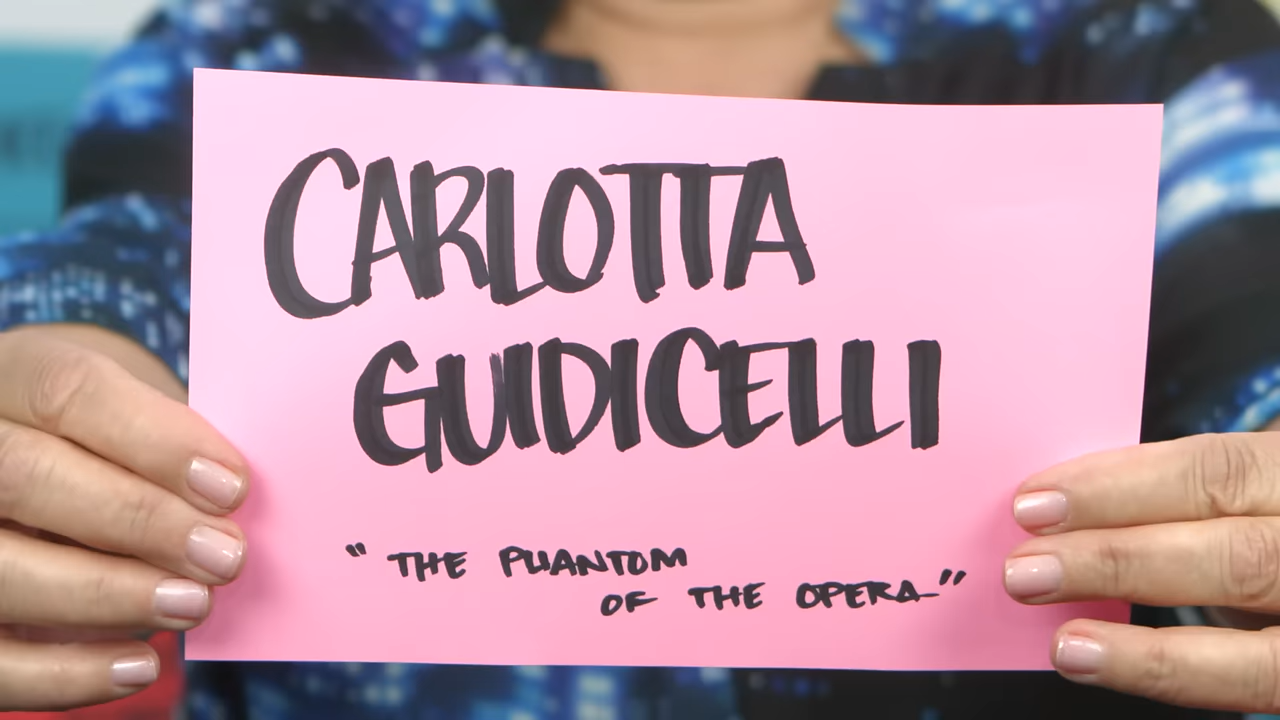 CARLOTTA
GUIDICELLI
"THE PHANTOM
OF THE OPERA"